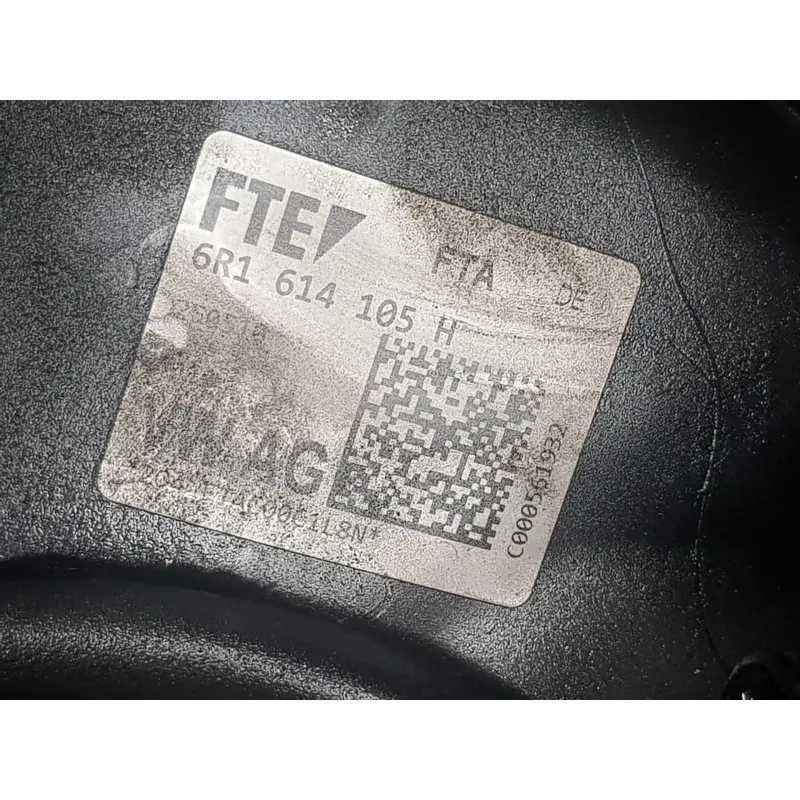 FTE
FTA
DE
6R1 614 105 H
VW AG
C000561932